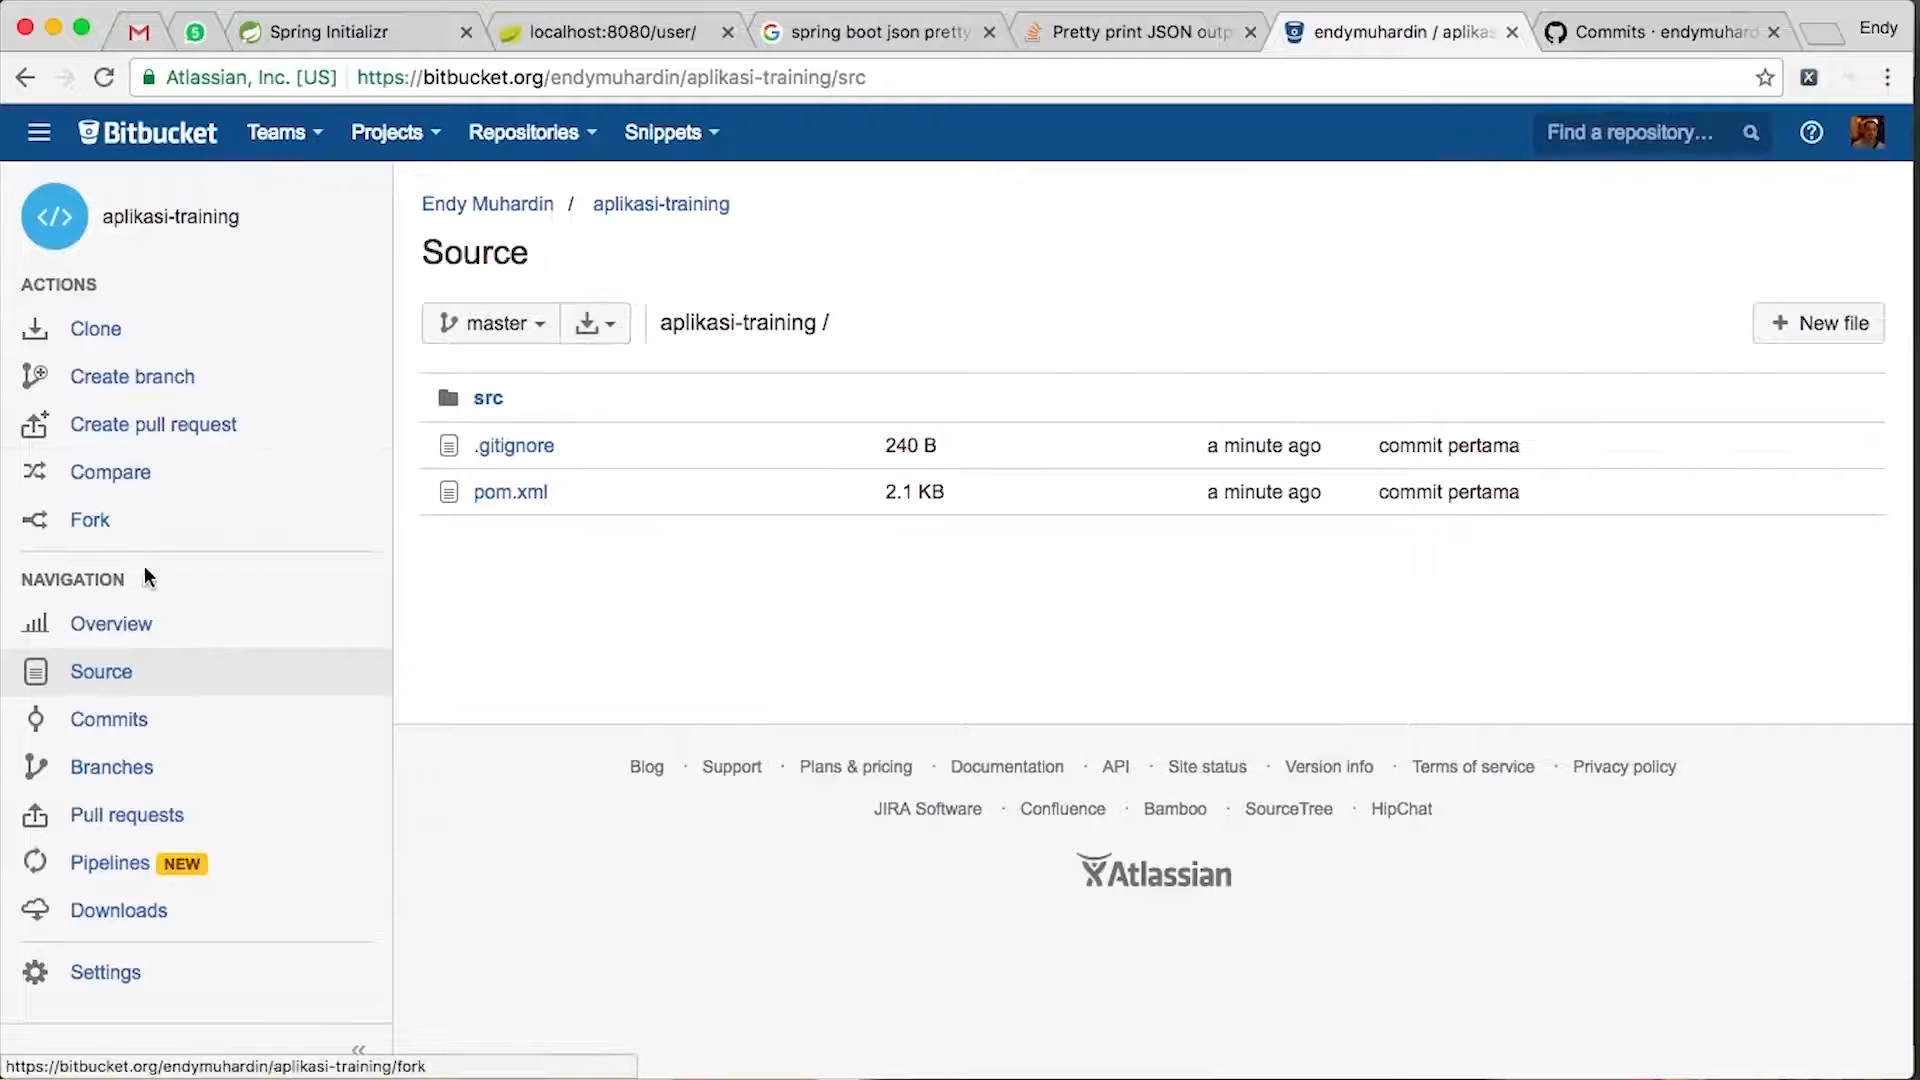 Spring Initializr
localhost:8080/user/
spring boot json pretty
Pretty print JSON outp
endymuhardin / aplikas
Commits · endymuhard
Endy
Atlassian, Inc. [US]
https://bitbucket.org/endymuhardin/aplikasi-training/src
Bitbucket
Teams
Projects
Repositories
Snippets
Find a repository...
aplikasi-training
ACTIONS
Clone
Create branch
Create pull request
Compare
Fork
NAVIGATION
Overview
Source
Commits
Branches
Pull requests
Pipelines NEW
Downloads
Settings
Endy Muhardin / aplikasi-training
Source
master
aplikasi-training /
+ New file
src
.gitignore 240 B a minute ago commit pertama
pom.xml 2.1 KB a minute ago commit pertama
Blog · Support · Plans & pricing · Documentation · API · Site status · Version info · Terms of service · Privacy policy
JIRA Software · Confluence · Bamboo · SourceTree · HipChat
Atlassian
https://bitbucket.org/endymuhardin/aplikasi-training/fork